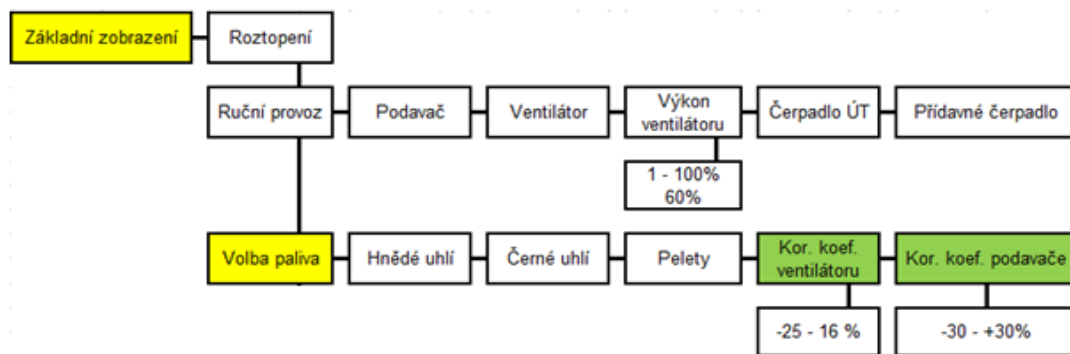 Základní zobrazení
Roztopení
Ruční provoz
Podavač
Ventilátor
Výkon
ventilátoru
Čerpadlo ÚT
Přídavné čerpadlo
1 - 100%
60%
Volba paliva
Hnědé uhlí
Černé uhlí
Pelety
Kor. koef.
ventilátoru
Kor. koef. podavače
-25 - 16 %
-30 - +30%